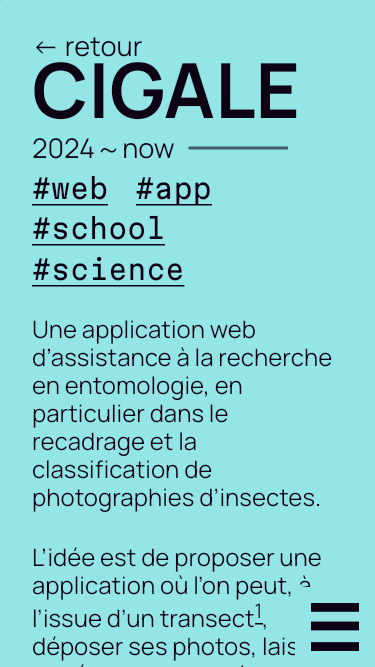 ← retour
CIGALE
2024 ~ now
#web #app
#school
#science
Une application web
d'assistance à la recherche
en entomologie, en
particulier dans le
recadrage et la
classification de
photographies d'insectes.
L'idée est de proposer une
application où l'on peut, à
l'issue d'un transect1,
déposer ses photos,